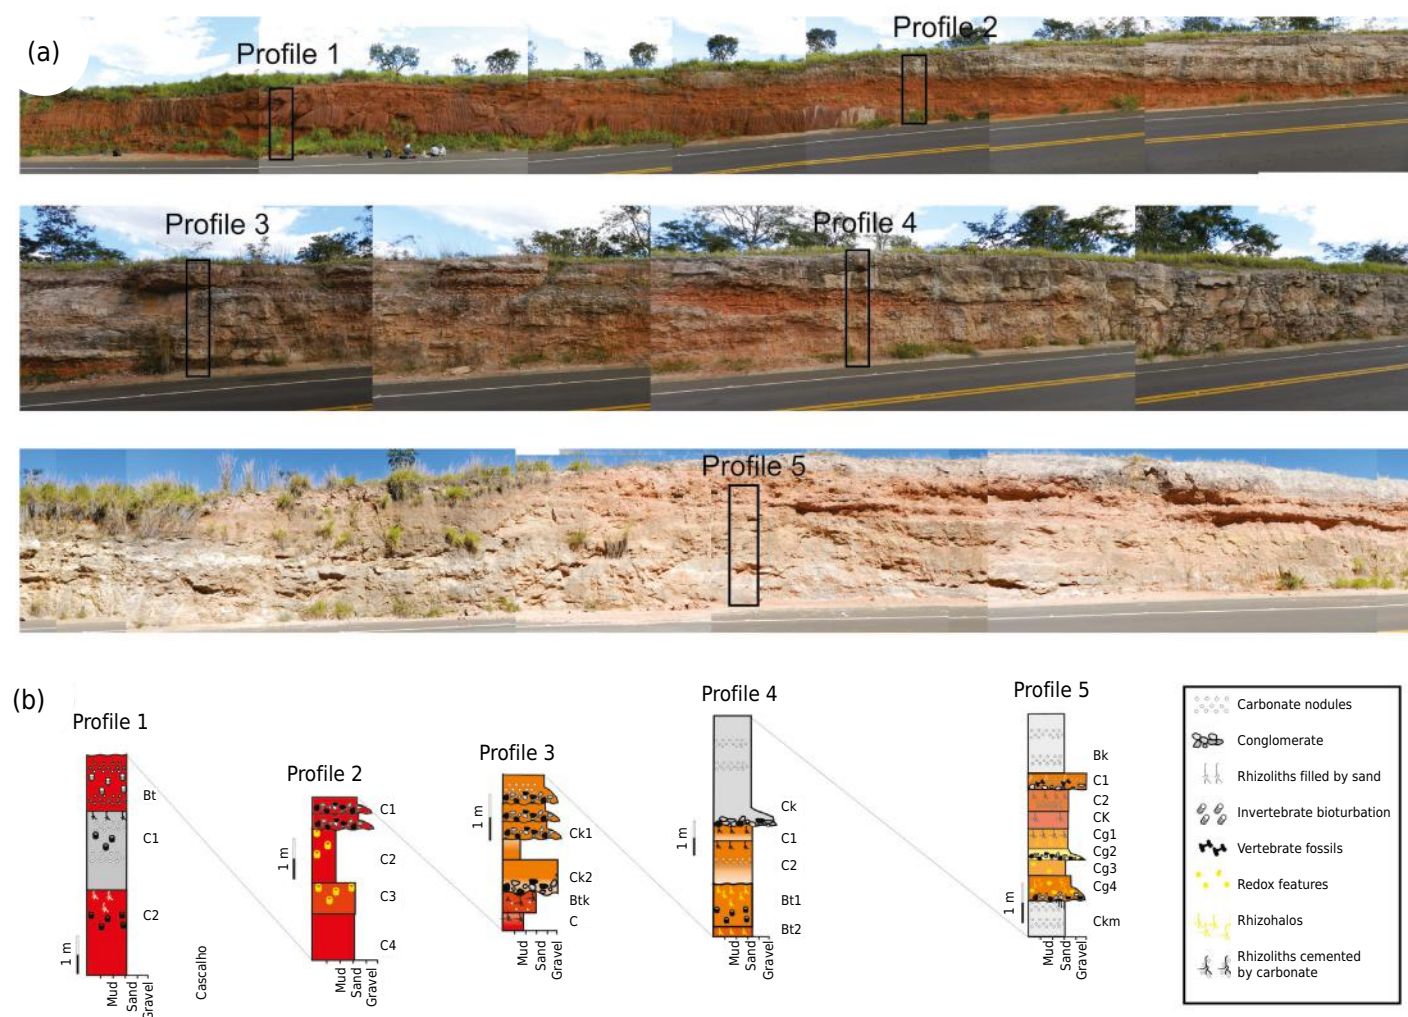 (a)
Profile 1
Profile 2
Profile 3
Profile 4
Profile 5
(b)
Profile 1
Bt
C1
C2
1 m
Mud
Sand
Gravel
Cascalho
Profile 2
C1
C2
C3
C4
1 m
Mud
Sand
Gravel
Profile 3
Ck1
Ck2
Btk
C
1 m
Mud
Sand
Gravel
Profile 4
Ck
C1
C2
Bt1
Bt2
1 m
Mud
Sand
Gravel
Profile 5
Bk
C1
C2
CK
Cg1
Cg2
Cg3
Cg4
Ckm
1 m
Mud
Sand
Gravel
Carbonate nodules
Conglomerate
Rhizoliths filled by sand
Invertebrate bioturbation
Vertebrate fossils
Redox features
Rhizohalos
Rhizoliths cemented
by carbonate